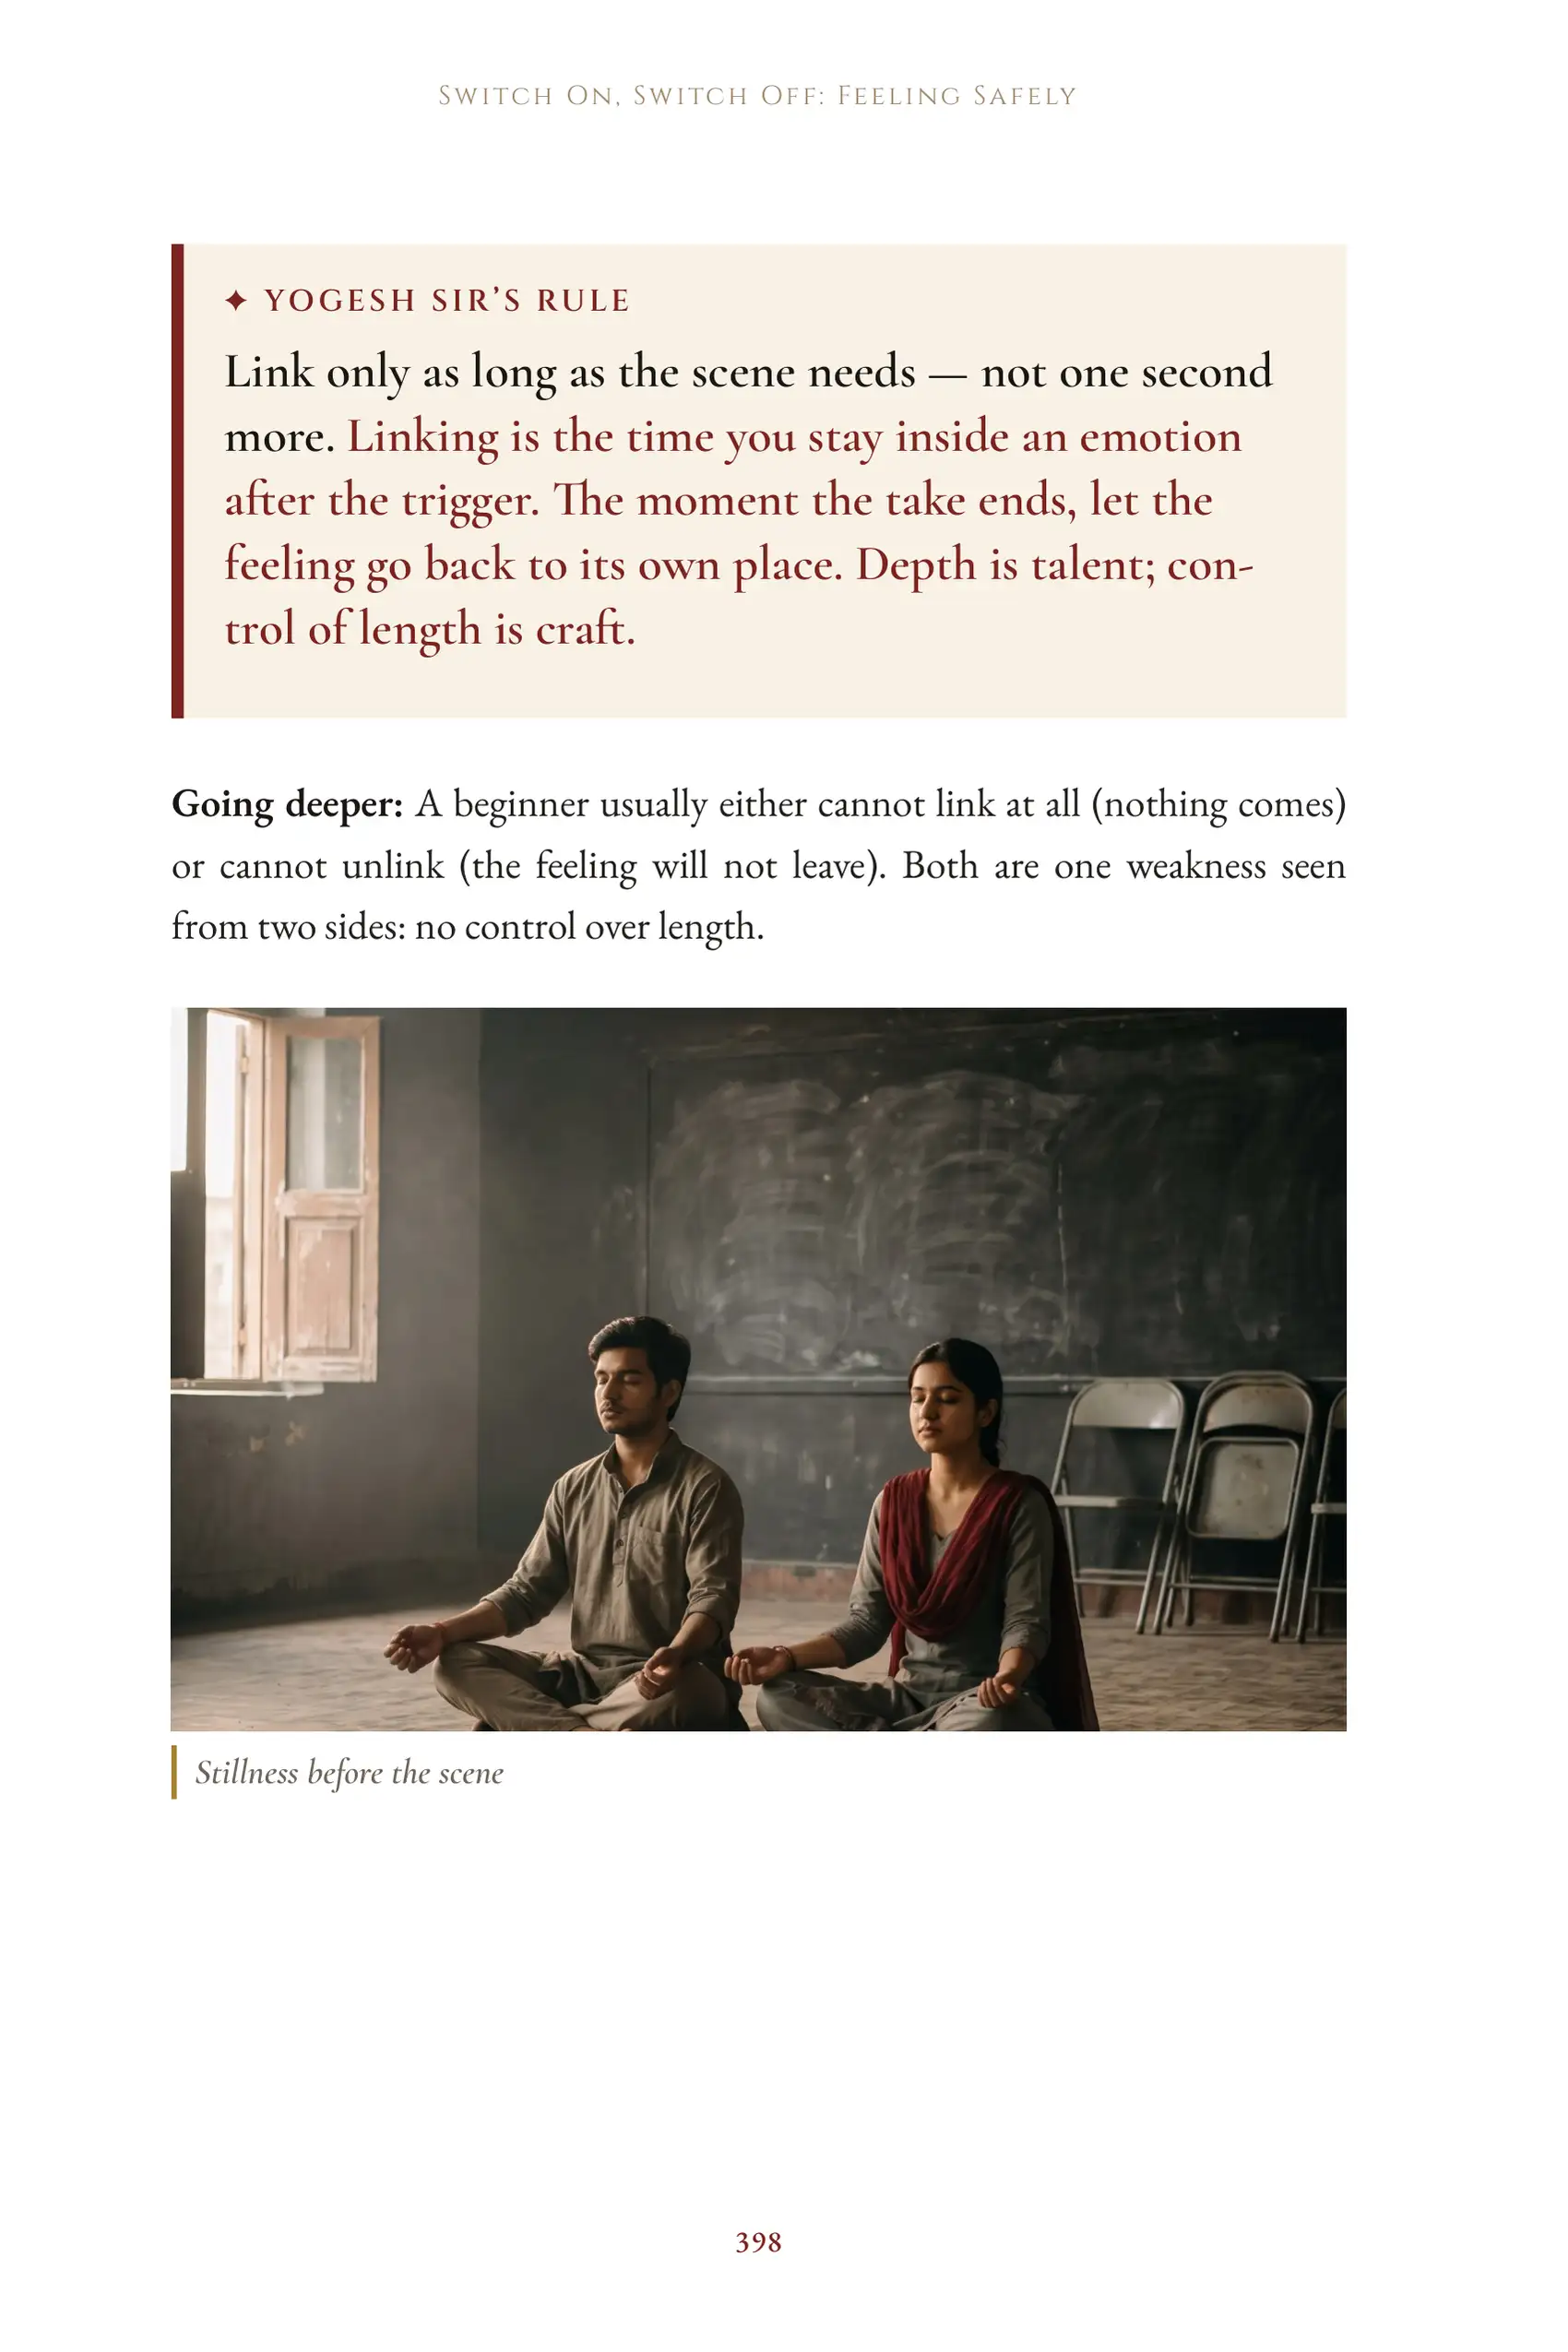 Switch On, Switch Off: Feeling Safely
✦ YOGESH SIR’S RULE
Link only as long as the scene needs — not one second
more. Linking is the time you stay inside an emotion
after the trigger. The moment the take ends, let the
feeling go back to its own place. Depth is talent; con-
trol of length is craft.
Going deeper: A beginner usually either cannot link at all (nothing comes)
or cannot unlink (the feeling will not leave). Both are one weakness seen
from two sides: no control over length.
Stillness before the scene
398